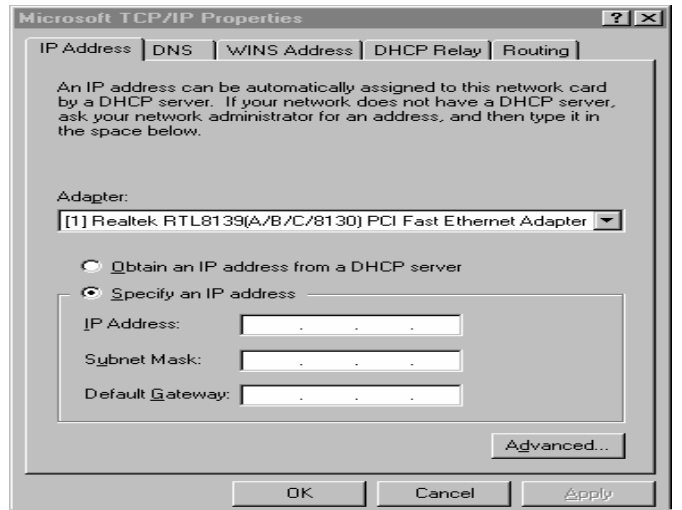 Microsoft TCP/IP Properties
? X
IP Address DNS WINS Address DHCP Relay Routing
An IP address can be automatically assigned to this network card
by a DHCP server. If your network does not have a DHCP server,
ask your network administrator for an address, and then type it in
the space below.
Adapter:
[1] Realtek RTL8139(A/B/C/8130) PCI Fast Ethernet Adapter
Obtain an IP address from a DHCP server
Specify an IP address
IP Address: . . .
Subnet Mask: . . .
Default Gateway: . . .
Advanced...
OK Cancel Apply